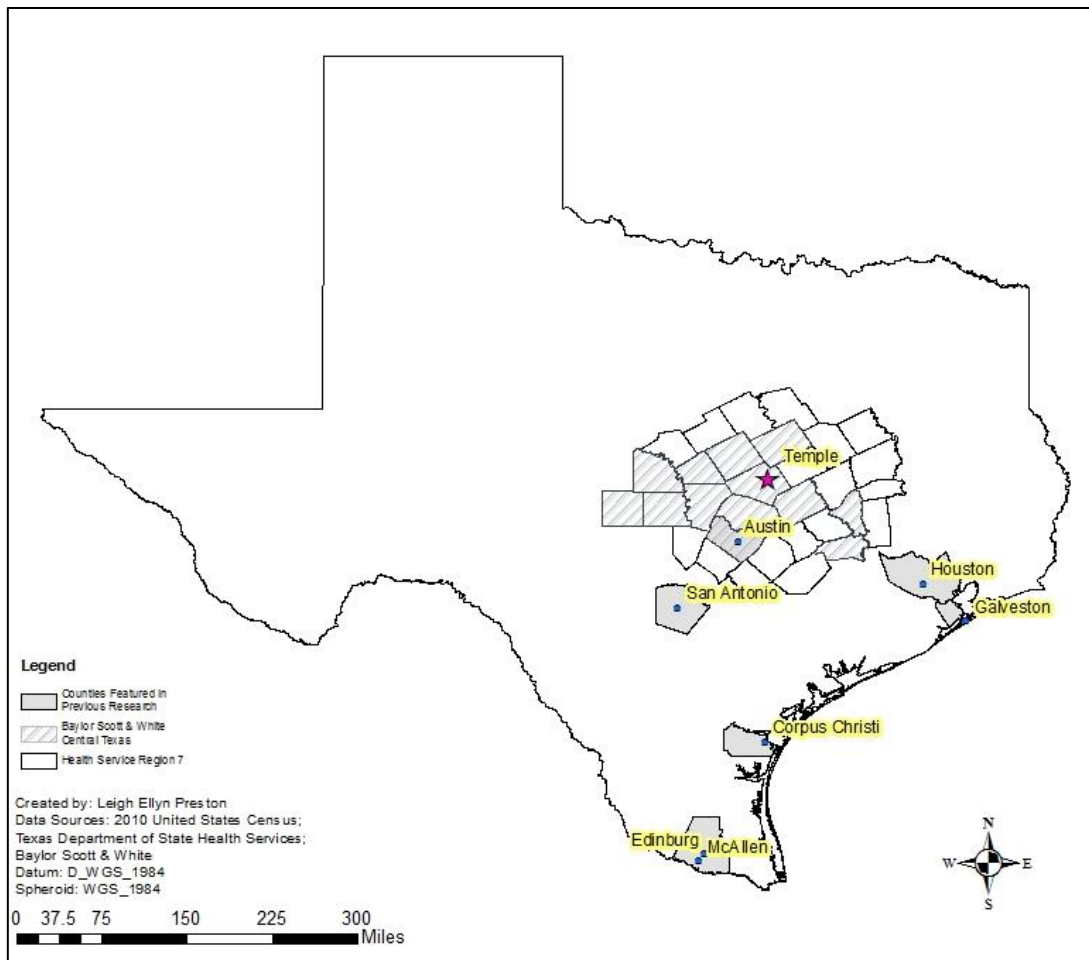 Temple
Austin
Houston
San Antonio
Galveston
Corpus Christi
Edinburg
McAllen
Legend
Counties Featured in
Previous Research
Baylor Scott & White
Central Texas
Health Service Region 7
Created by: Leigh Ellyn Preston
Data Sources: 2010 United States Census;
Texas Department of State Health Services;
Baylor Scott & White
Datum: D_WGS_1984
Spheroid: WGS_1984
0 37.5 75 150 225 300
Miles
N
W E
S